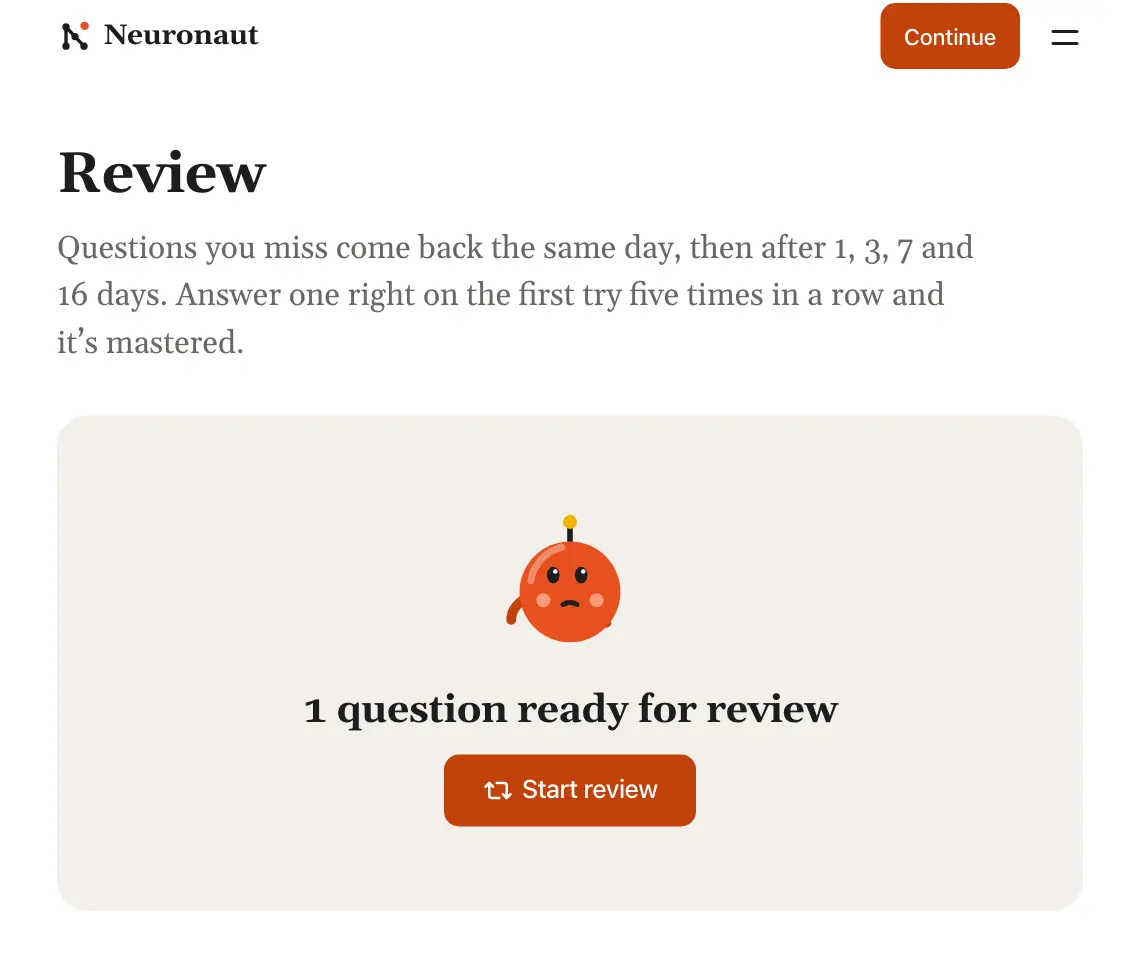 Neuronaut
Continue
Review
Questions you miss come back the same day, then after 1, 3, 7 and
16 days. Answer one right on the first try five times in a row and
it’s mastered.
1 question ready for review
Start review